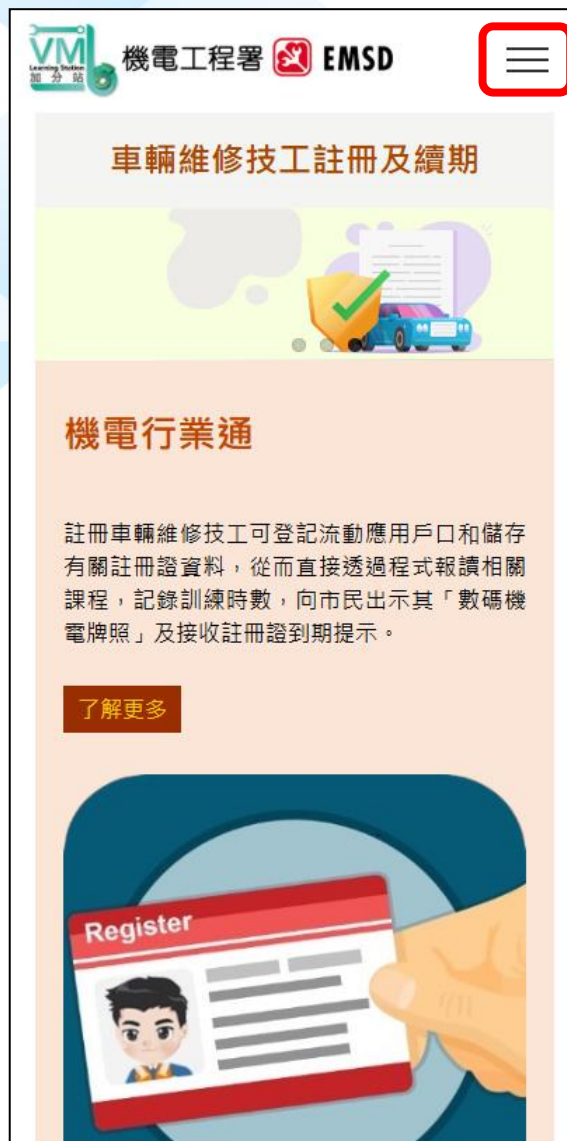 VM
Learning Station
加 分 站
機電工程署 EMSD
車輛維修技工註冊及續期
機電行業通
註冊車輛維修技工可登記流動應用戶口和儲存
有關註冊證資料，從而直接透過程式報讀相關
課程，記錄訓練時數，向市民出示其「數碼機
電牌照」及接收註冊證到期提示。
了解更多
Register